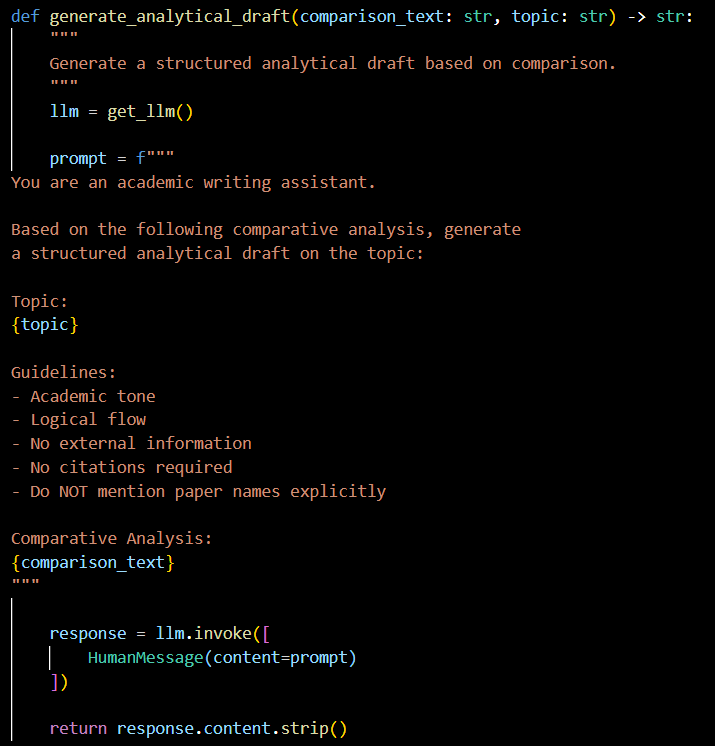 def generate_analytical_draft(comparison_text: str, topic: str) -> str:
    """
    Generate a structured analytical draft based on comparison.
    """
    llm = get_llm()

    prompt = f"""
You are an academic writing assistant.

Based on the following comparative analysis, generate
a structured analytical draft on the topic:

Topic:
{topic}

Guidelines:
- Academic tone
- Logical flow
- No external information
- No citations required
- Do NOT mention paper names explicitly

Comparative Analysis:
{comparison_text}
"""

    response = llm.invoke([
        HumanMessage(content=prompt)
    ])

    return response.content.strip()